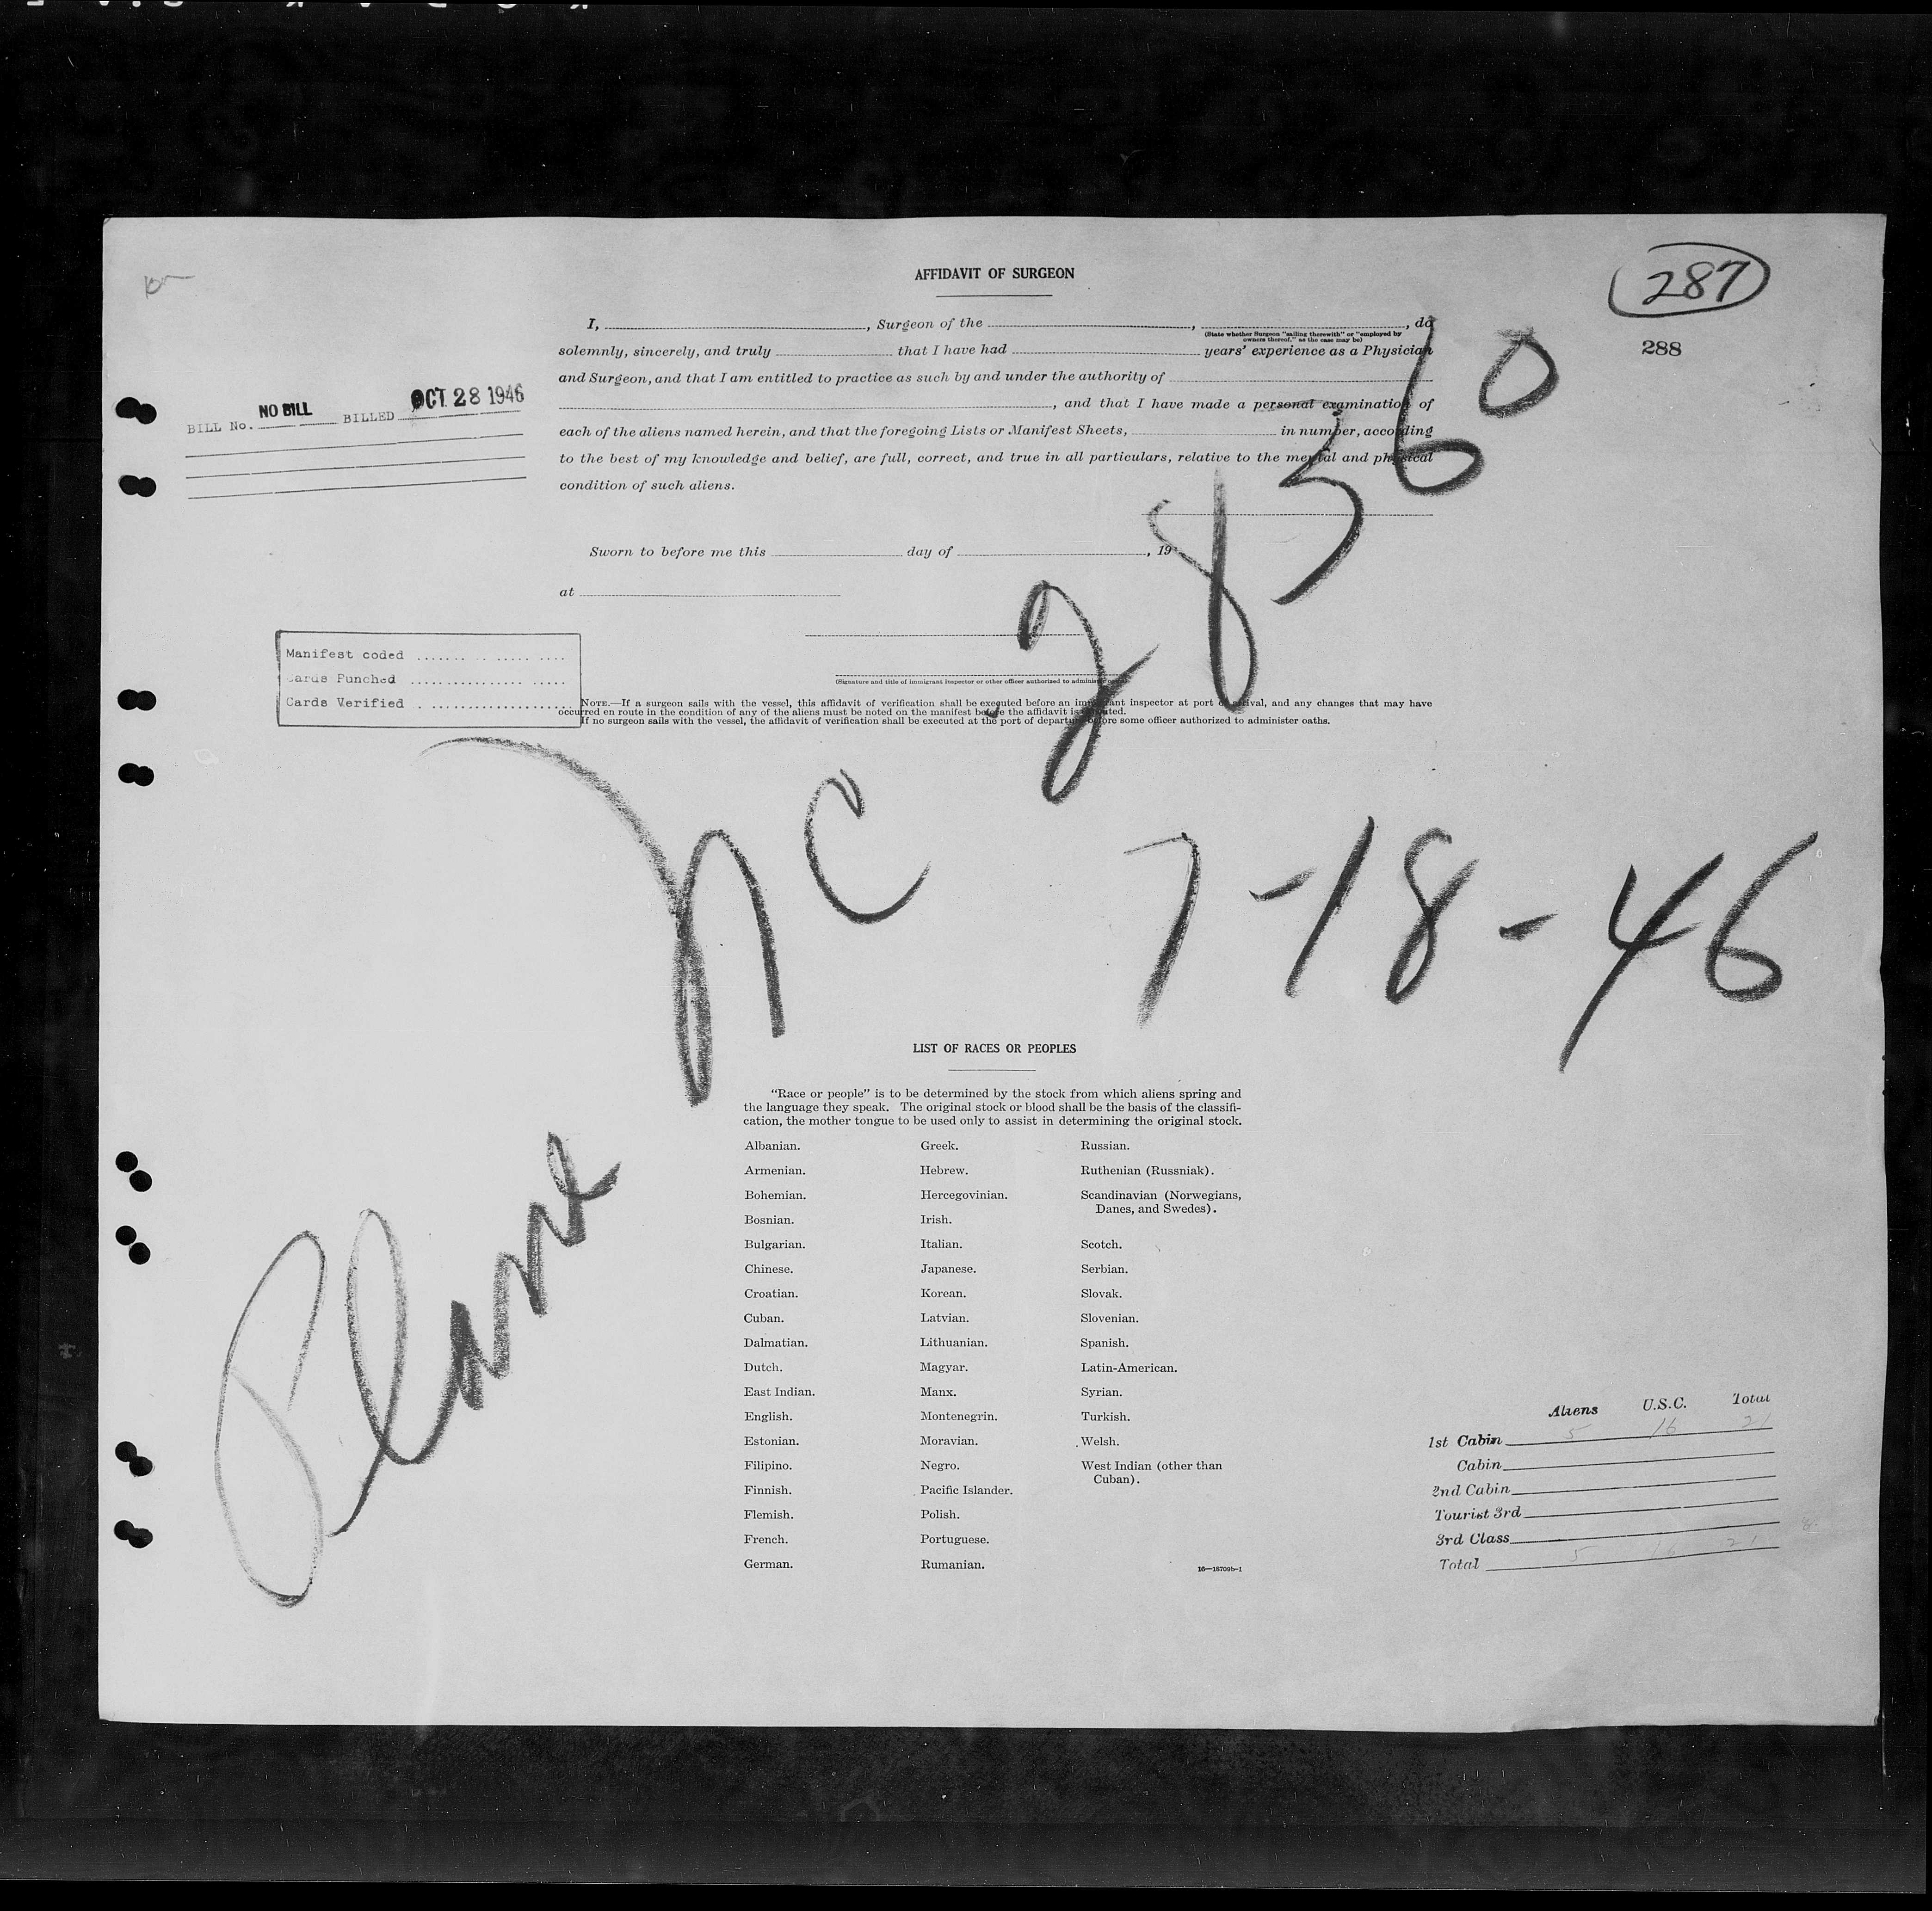 AFFIDAVIT OF SURGEON
287
288
I, , Surgeon of the , , do
(State whether Surgeon "sailing therewith" or "employed by
owners thereof," as the case may be)
solemnly, sincerely, and truly that I have had years' experience as a Physician
and Surgeon, and that I am entitled to practice as such by and under the authority of
, and that I have made a personal examination of
each of the aliens named herein, and that the foregoing Lists or Manifest Sheets, in number, according
to the best of my knowledge and belief, are full, correct, and true in all particulars, relative to the mental and physical
condition of such aliens.
BILL No. NO BILL BILLED OCT 28 1946
Sworn to before me this day of , 19
at
(Signature and title of immigrant inspector or other officer authorized to administer
Manifest coded
Cards Punched
Cards Verified
NOTE.—If a surgeon sails with the vessel, this affidavit of verification shall be executed before an immigrant inspector at port of arrival, and any changes that may have
occurred en route in the condition of any of the aliens must be noted on the manifest before the affidavit is executed.
If no surgeon sails with the vessel, the affidavit of verification shall be executed at the port of departure before some officer authorized to administer oaths.
Plane NC 28360
7-18-46
LIST OF RACES OR PEOPLES
"Race or people" is to be determined by the stock from which aliens spring and
the language they speak. The original stock or blood shall be the basis of the classifi-
cation, the mother tongue to be used only to assist in determining the original stock.
Albanian.
Armenian.
Bohemian.
Bosnian.
Bulgarian.
Chinese.
Croatian.
Cuban.
Dalmatian.
Dutch.
East Indian.
English.
Estonian.
Filipino.
Finnish.
Flemish.
French.
German.
Greek.
Hebrew.
Hercegovinian.
Irish.
Italian.
Japanese.
Korean.
Latvian.
Lithuanian.
Magyar.
Manx.
Montenegrin.
Moravian.
Negro.
Pacific Islander.
Polish.
Portuguese.
Rumanian.
Russian.
Ruthenian (Russniak).
Scandinavian (Norwegians,
Danes, and Swedes).
Scotch.
Serbian.
Slovak.
Slovenian.
Spanish.
Latin-American.
Syrian.
Turkish.
Welsh.
West Indian (other than
Cuban).
16—18709b-1
Aliens U.S.C. Total
1st Cabin 5 16 21
Cabin
2nd Cabin
Tourist 3rd
3rd Class
Total 5 16 21